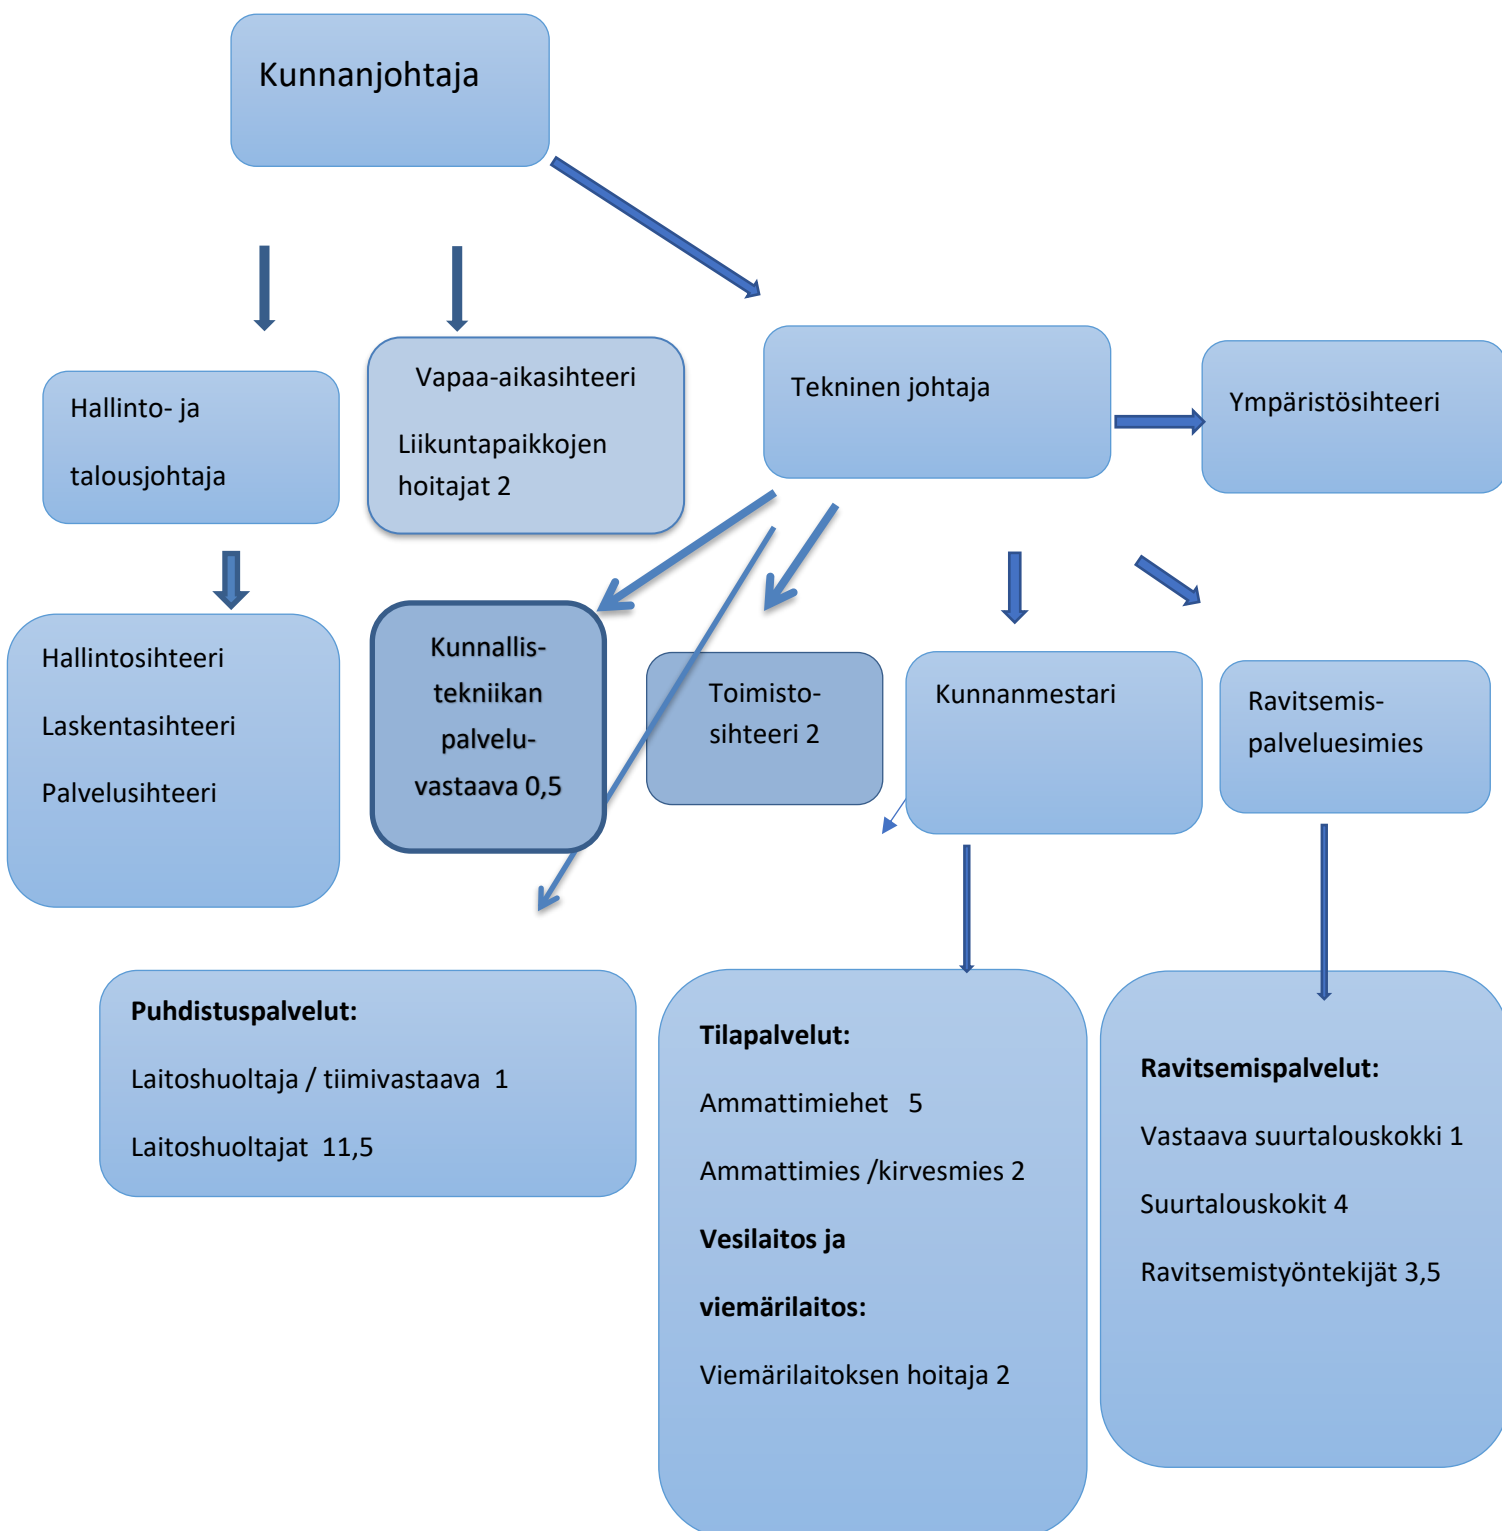 Kunnanjohtaja
Hallinto- ja
talousjohtaja
Vapaa-aikasihteeri
Liikuntapaikkojen
hoitajat 2
Tekninen johtaja
Ympäristösihteeri
Hallintosihteeri
Laskentasihteeri
Palvelusihteeri
Kunnallis-
tekniikan
palvelu-
vastaava 0,5
Toimisto-
sihteeri 2
Kunnanmestari
Ravitsemis-
palveluesimies
Puhdistuspalvelut:
Laitoshuoltaja / tiimivastaava 1
Laitoshuoltajat 11,5
Tilapalvelut:
Ammattimiehet 5
Ammattimies /kirvesmies 2
Vesilaitos ja
viemärilaitos:
Viemärilaitoksen hoitaja 2
Ravitsemispalvelut:
Vastaava suurtalouskokki 1
Suurtalouskokit 4
Ravitsemistyöntekijät 3,5